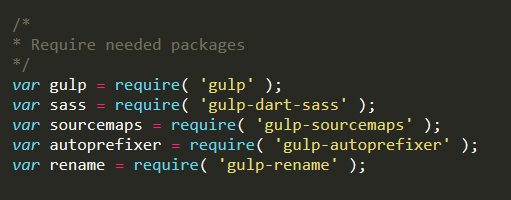 /*
* Require needed packages
*/
var gulp = require( 'gulp' );
var sass = require( 'gulp-dart-sass' );
var sourcemaps = require( 'gulp-sourcemaps' );
var autoprefixer = require( 'gulp-autoprefixer' );
var rename = require( 'gulp-rename' );